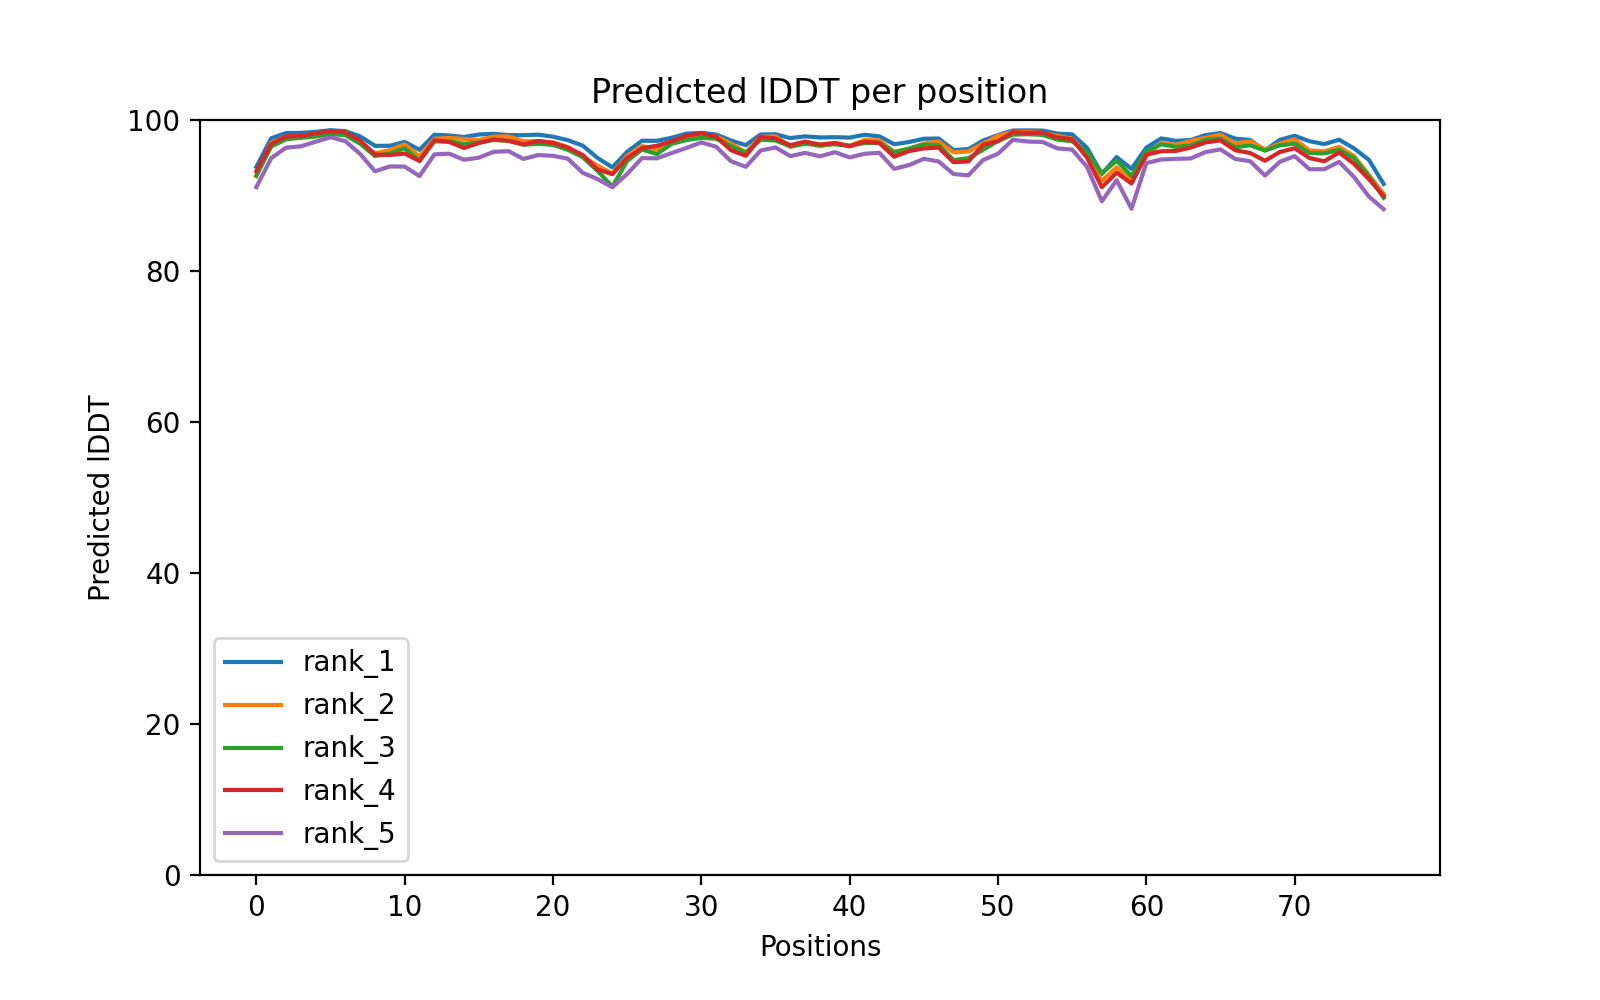 Predicted lDDT per position
100
80
60
40
20
0
Predicted lDDT
rank_1
rank_2
rank_3
rank_4
rank_5
0 10 20 30 40 50 60 70
Positions